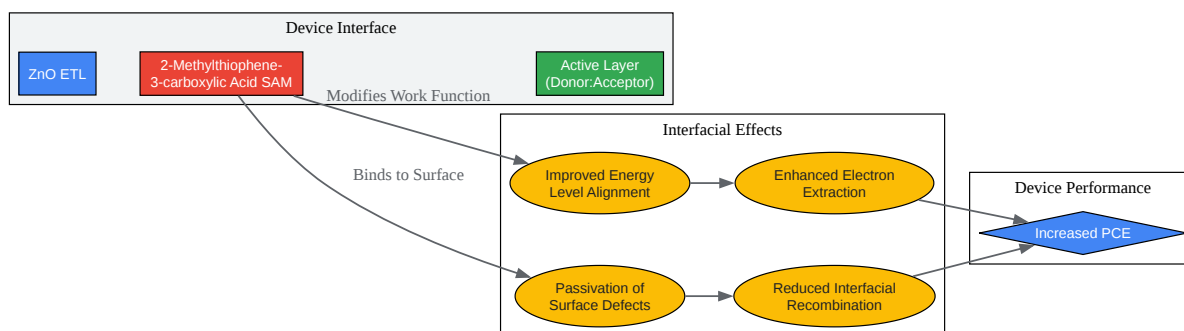 Device Interface
ZnO ETL
2-Methylthiophene-
3-carboxylic Acid SAM
Active Layer
(Donor:Acceptor)
Modifies Work Function
Binds to Surface
Interfacial Effects
Improved Energy
Level Alignment
Enhanced Electron
Extraction
Passivation of
Surface Defects
Reduced Interfacial
Recombination
Device Performance
Increased PCE